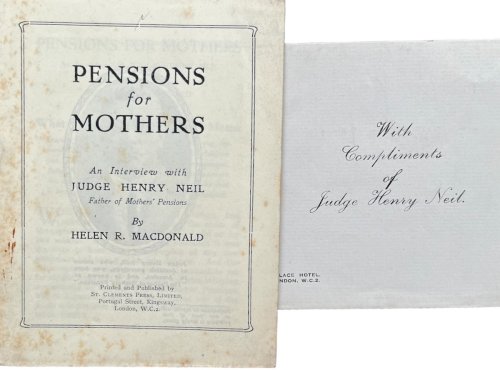 PENSIONS
for
MOTHERS
An Interview with
JUDGE HENRY NEIL
Father of Mothers' Pensions
By
HELEN R. MACDONALD
Printed and Published by
ST. CLEMENTS PRESS, LIMITED,
Portugal Street, Kingsway,
London, W.C.2.
With
Compliments
of
Judge Henry Neil.
LACE HOTEL,
ONDON, W.C.2.